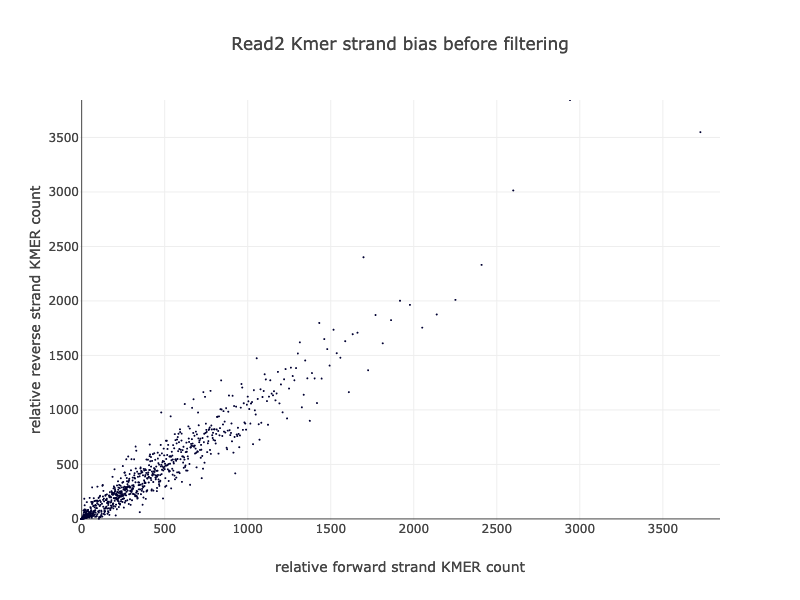 Read2 Kmer strand bias before filtering
relative reverse strand KMER count
3500
3000
2500
2000
1500
1000
500
0
0 500 1000 1500 2000 2500 3000 3500
relative forward strand KMER count